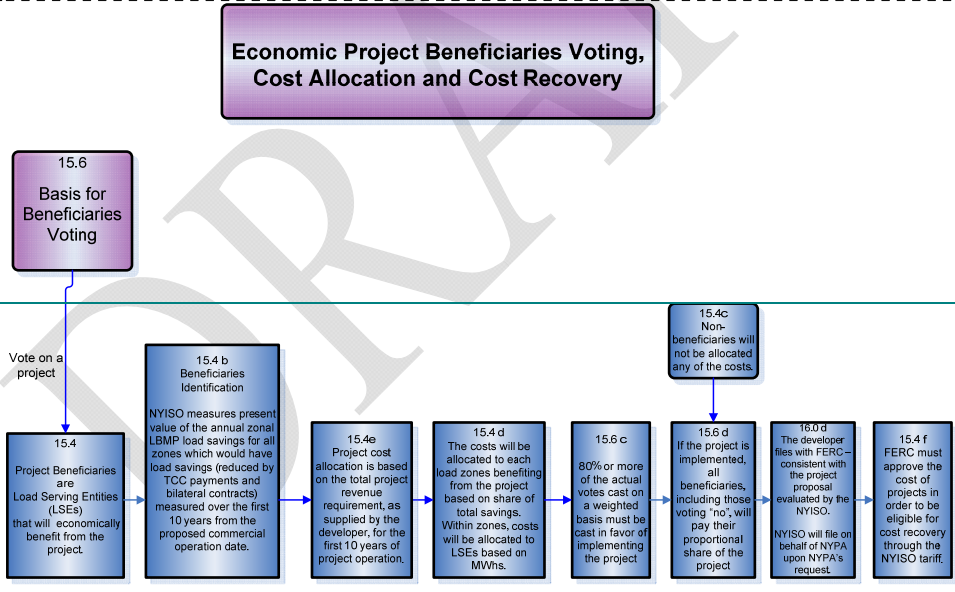 Economic Project Beneficiaries Voting,
Cost Allocation and Cost Recovery
15.6
Basis for
Beneficiaries
Voting
Vote on a
project
15.4
Project Beneficiaries
are
Load Serving Entities
(LSEs)
that will economically
benefit from the
project.
15.4 b
Beneficiaries
Identification
NYISO measures present
value of the annual zonal
LBMP load savings for all
zones which would have
load savings (reduced by
TCC payments and
bilateral contracts)
measured over the first
10 years from the
proposed commercial
operation date.
15.4e
Project cost
allocation is based
on the total project
revenue
requirement, as
supplied by the
developer, for the
first 10 years of
project operation.
15.4 d
The costs will be
allocated to each
load zones benefiting
from the project
based on share of
total savings.
Within zones, costs
will be allocated to
LSEs based on
MWhs.
15.6 c
80% or more
of the actual
votes cast on
a weighted
basis must be
cast in favor of
implementing
the project
15.4c
Non-
beneficiaries will
not be allocated
any of the costs.
15.6 d
If the project is
implemented,
all
beneficiaries,
including those
voting “no”, will
pay their
proportional
share of the
project
16.0 d
The developer
files with FERC –
consistent with
the project
proposal
evaluated by the
NYISO.
NYISO will file on
behalf of NYPA
upon NYPA’s
request.
15.4 f
FERC must
approve the
cost of
projects in
order to be
eligible for
cost recovery
through the
NYISO tariff.
DRAFT